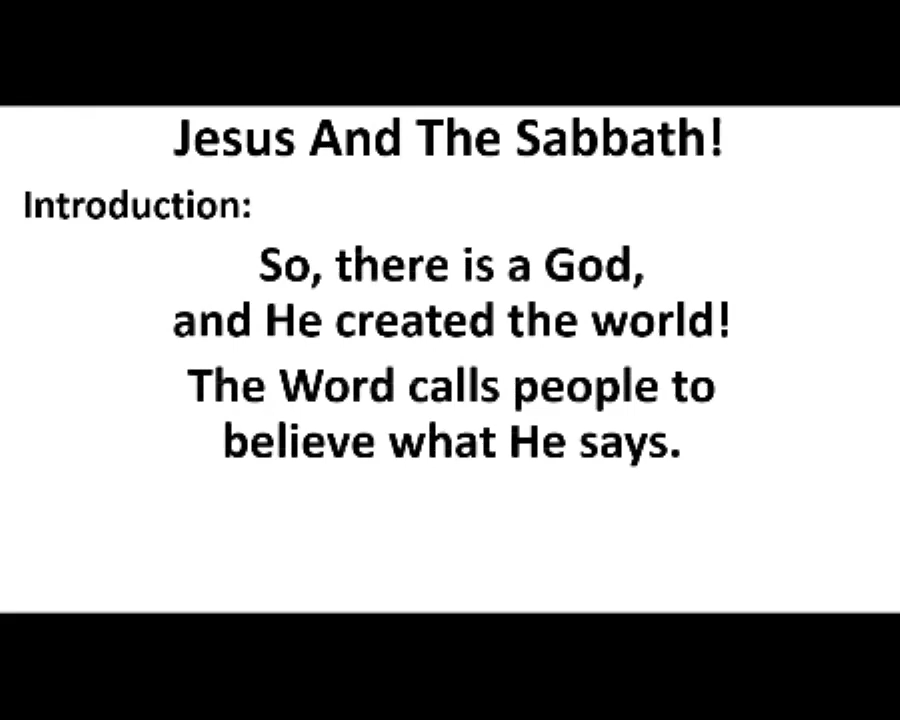 Jesus And The Sabbath!
Introduction:
So, there is a God,
and He created the world!
The Word calls people to
believe what He says.